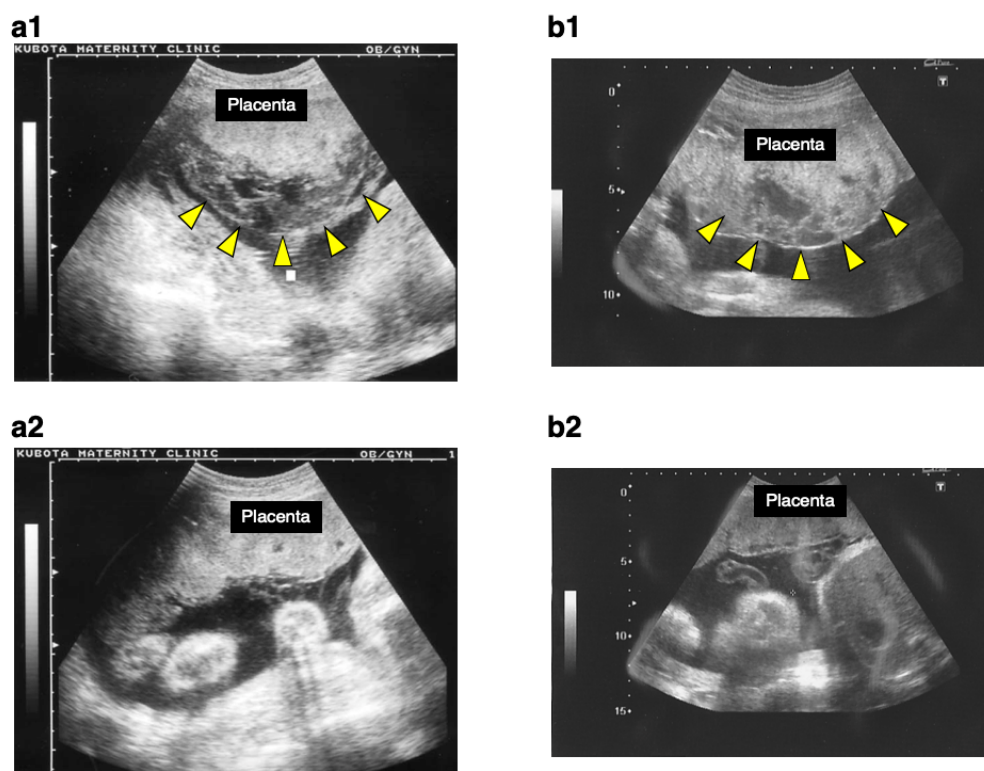 a1
b1
KUBOTA MATERNITY CLINIC OB/GYN
Placenta
T
0
Placenta
5
10
a2
b2
KUBOTA MATERNITY CLINIC OB/GYN 1
Placenta
T
0
Placenta
5
10
15